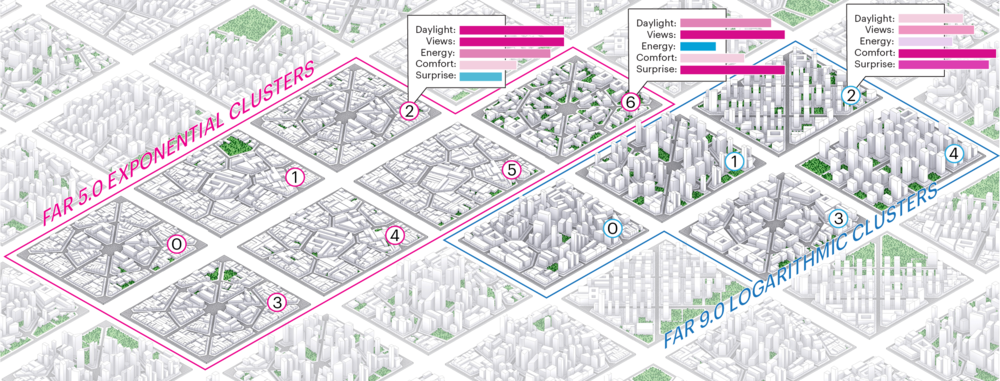 Daylight:
Views:
Energy:
Comfort:
Surprise:
Daylight:
Views:
Energy:
Comfort:
Surprise:
Daylight:
Views:
Energy:
Comfort:
Surprise:
FAR 5.0 EXPONENTIAL CLUSTERS
2
6
2
1
5
1
4
0
4
0
3
3
FAR 9.0 LOGARITHMIC CLUSTERS